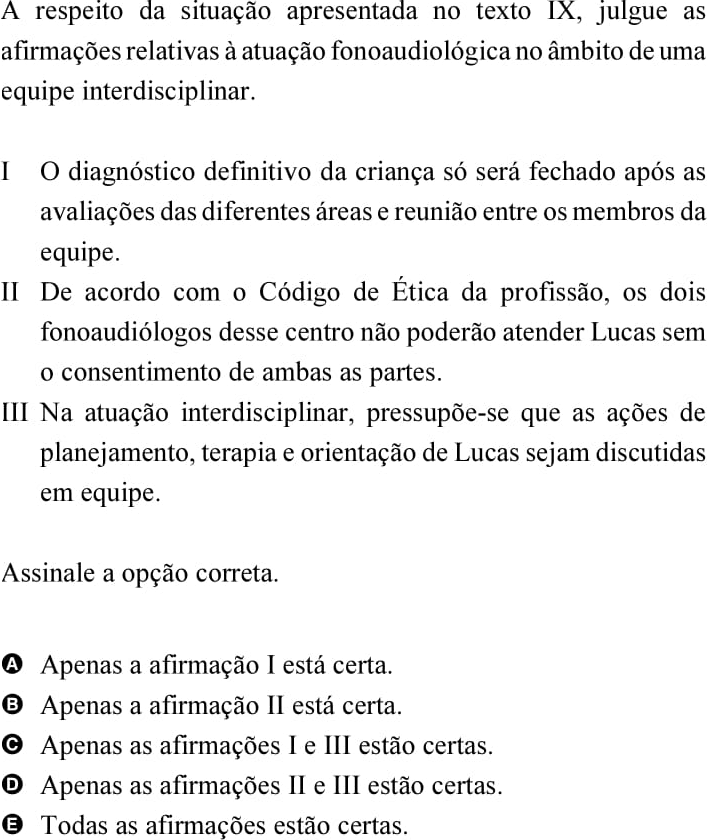 A respeito da situação apresentada no texto IX, julgue as
afirmações relativas à atuação fonoaudiológica no âmbito de uma
equipe interdisciplinar.
I O diagnóstico definitivo da criança só será fechado após as
avaliações das diferentes áreas e reunião entre os membros da
equipe.
II De acordo com o Código de Ética da profissão, os dois
fonoaudiólogos desse centro não poderão atender Lucas sem
o consentimento de ambas as partes.
III Na atuação interdisciplinar, pressupõe-se que as ações de
planejamento, terapia e orientação de Lucas sejam discutidas
em equipe.
Assinale a opção correta.
A Apenas a afirmação I está certa.
B Apenas a afirmação II está certa.
C Apenas as afirmações I e III estão certas.
D Apenas as afirmações II e III estão certas.
E Todas as afirmações estão certas.